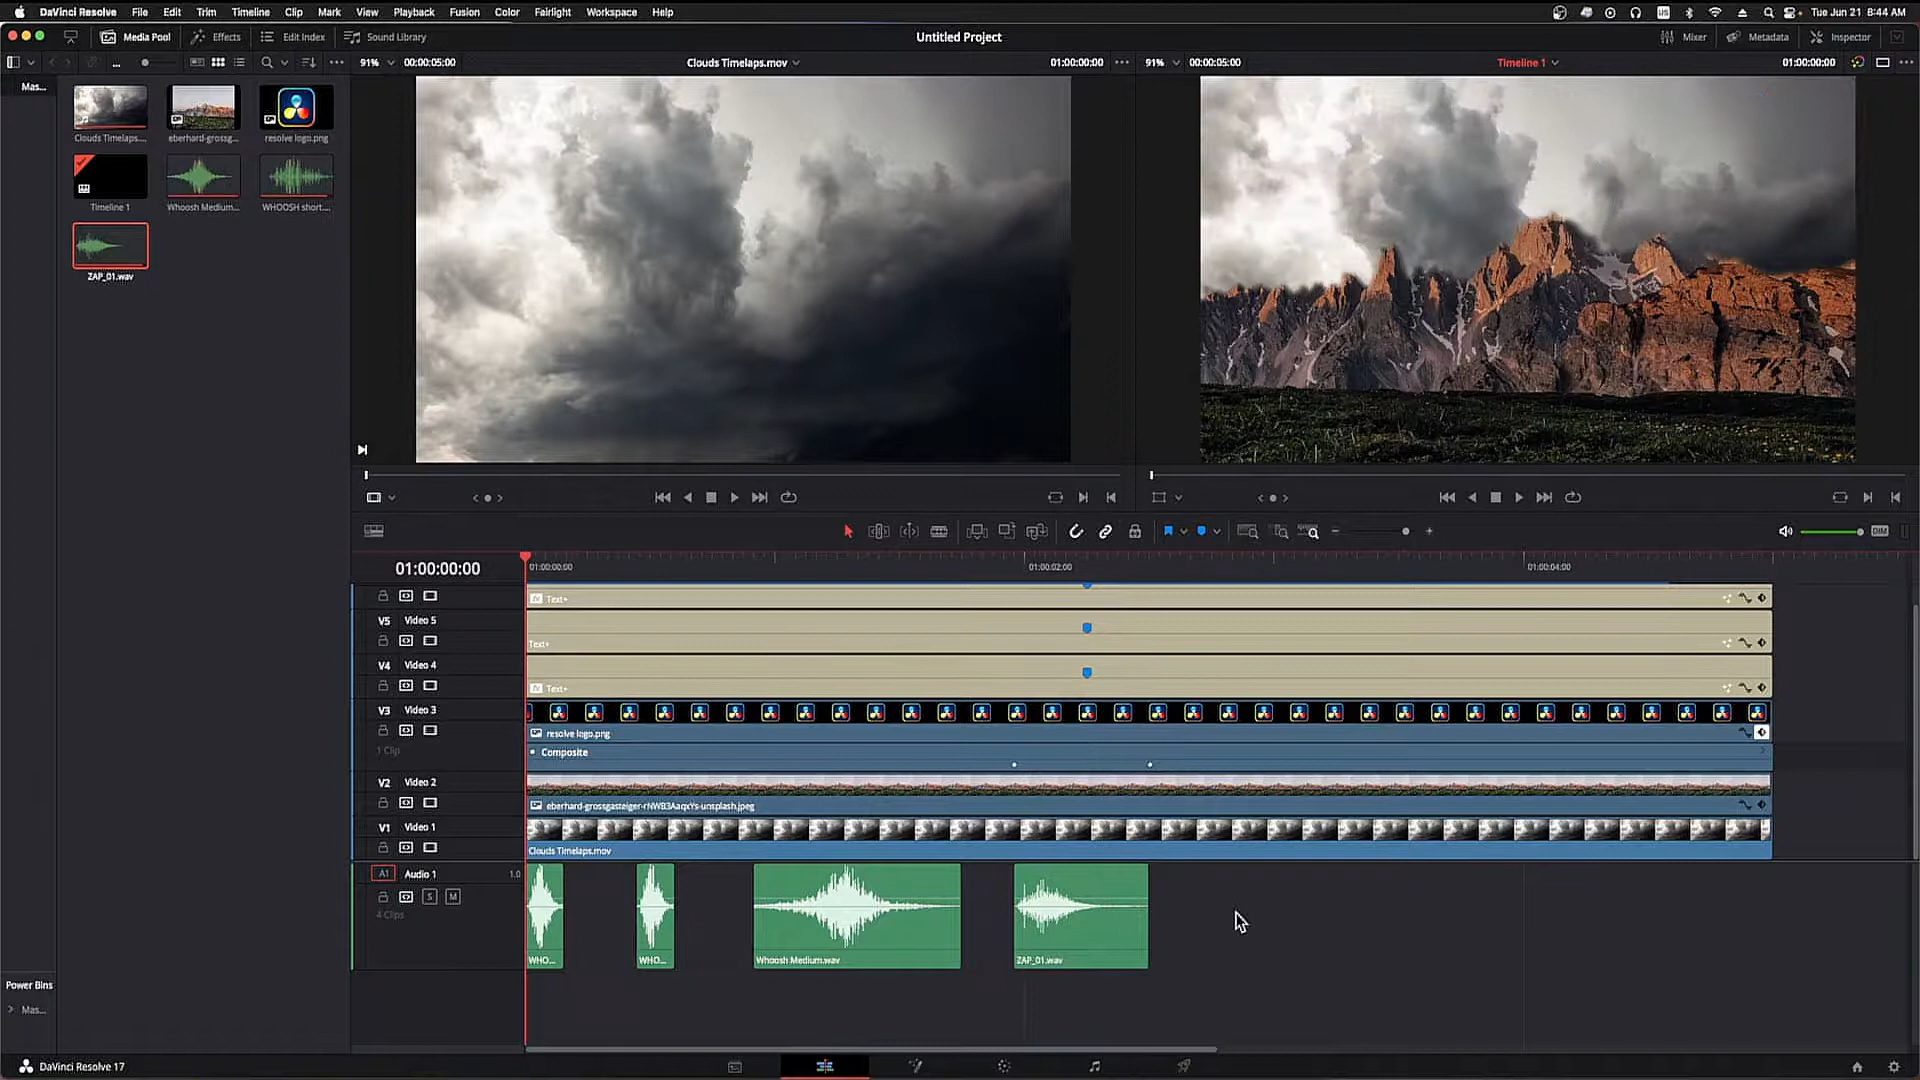 DaVinci Resolve File Edit Trim Timeline Clip Mark View Playback Fusion Color Fairlight Workspace Help Tue Jun 21 8:44 AM
Media Pool Effects Edit Index Sound Library Untitled Project Mixer Metadata Inspector
91% 00:00:05:00 Clouds Timelaps.mov 01:00:00:00 91% 00:00:05:00 Timeline 1 01:00:00:00
Mas...
Clouds Timelaps... eberhard-grossg... resolve logo.png
Timeline 1 Whoosh Medium... WHOOSH short...
ZAP_01.wav
DIM
01:00:00:00 01:00:00:00 01:00:02:00 01:00:04:00
Text+
V5 Video 5
Text+
V4 Video 4
Text+
V3 Video 3
resolve logo.png
1 Clip
Composite
V2 Video 2
eberhard-grossgasteiger-rNWB3AaqxYs-unsplash.jpeg
V1 Video 1
Clouds Timelaps.mov
A1 Audio 1 1.0
S M
4 Clips
WHO... WHO... Whoosh Medium.wav ZAP_01.wav
Power Bins
Mas...
DaVinci Resolve 17